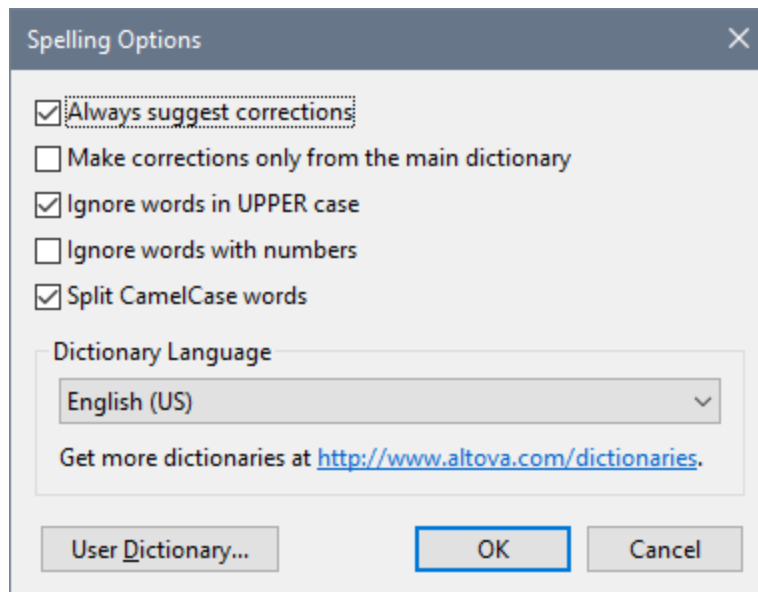 Spelling Options
Always suggest corrections
Make corrections only from the main dictionary
Ignore words in UPPER case
Ignore words with numbers
Split CamelCase words
Dictionary Language
English (US)
Get more dictionaries at http://www.altova.com/dictionaries.
User Dictionary... OK Cancel